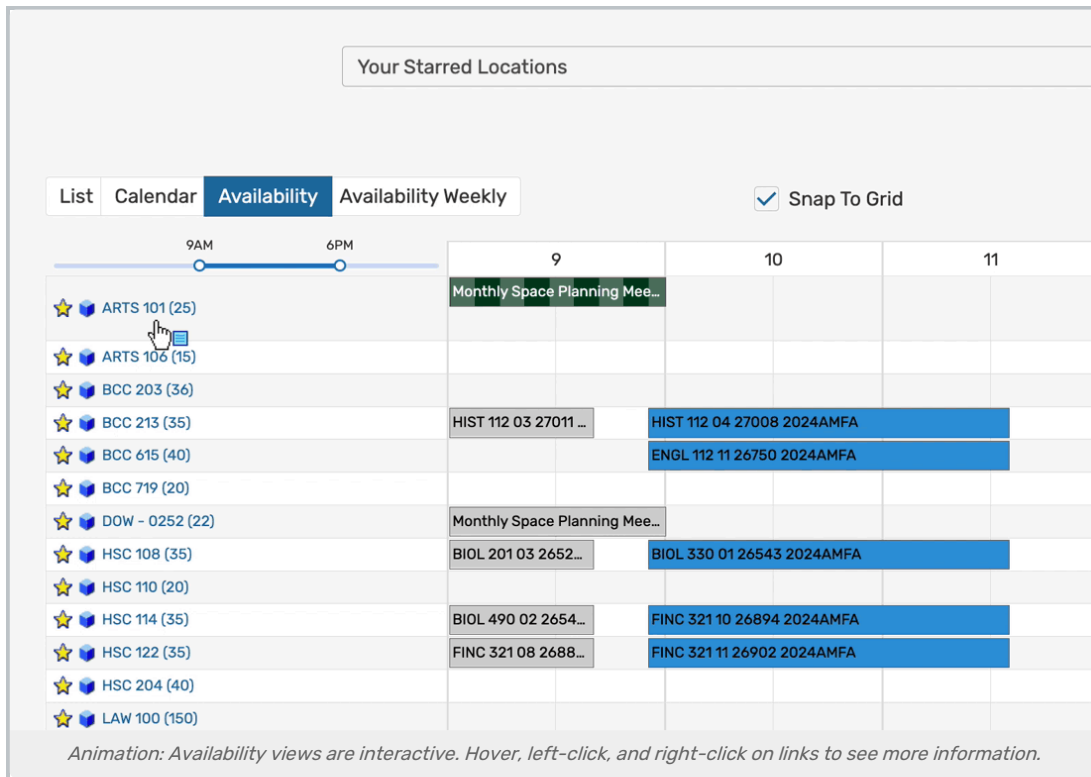 Your Starred Locations
List Calendar Availability Availability Weekly
Snap To Grid
9AM 6PM
9 10 11
ARTS 101 (25) Monthly Space Planning Mee...
ARTS 106 (15)
BCC 203 (36)
BCC 213 (35) HIST 112 03 27011 ... HIST 112 04 27008 2024AMFA
BCC 615 (40) ENGL 112 11 26750 2024AMFA
BCC 719 (20)
DOW - 0252 (22) Monthly Space Planning Mee...
HSC 108 (35) BIOL 201 03 2652... BIOL 330 01 26543 2024AMFA
HSC 110 (20)
HSC 114 (35) BIOL 490 02 2654... FINC 321 10 26894 2024AMFA
HSC 122 (35) FINC 321 08 2688... FINC 321 11 26902 2024AMFA
HSC 204 (40)
LAW 100 (150)
Animation: Availability views are interactive. Hover, left-click, and right-click on links to see more information.